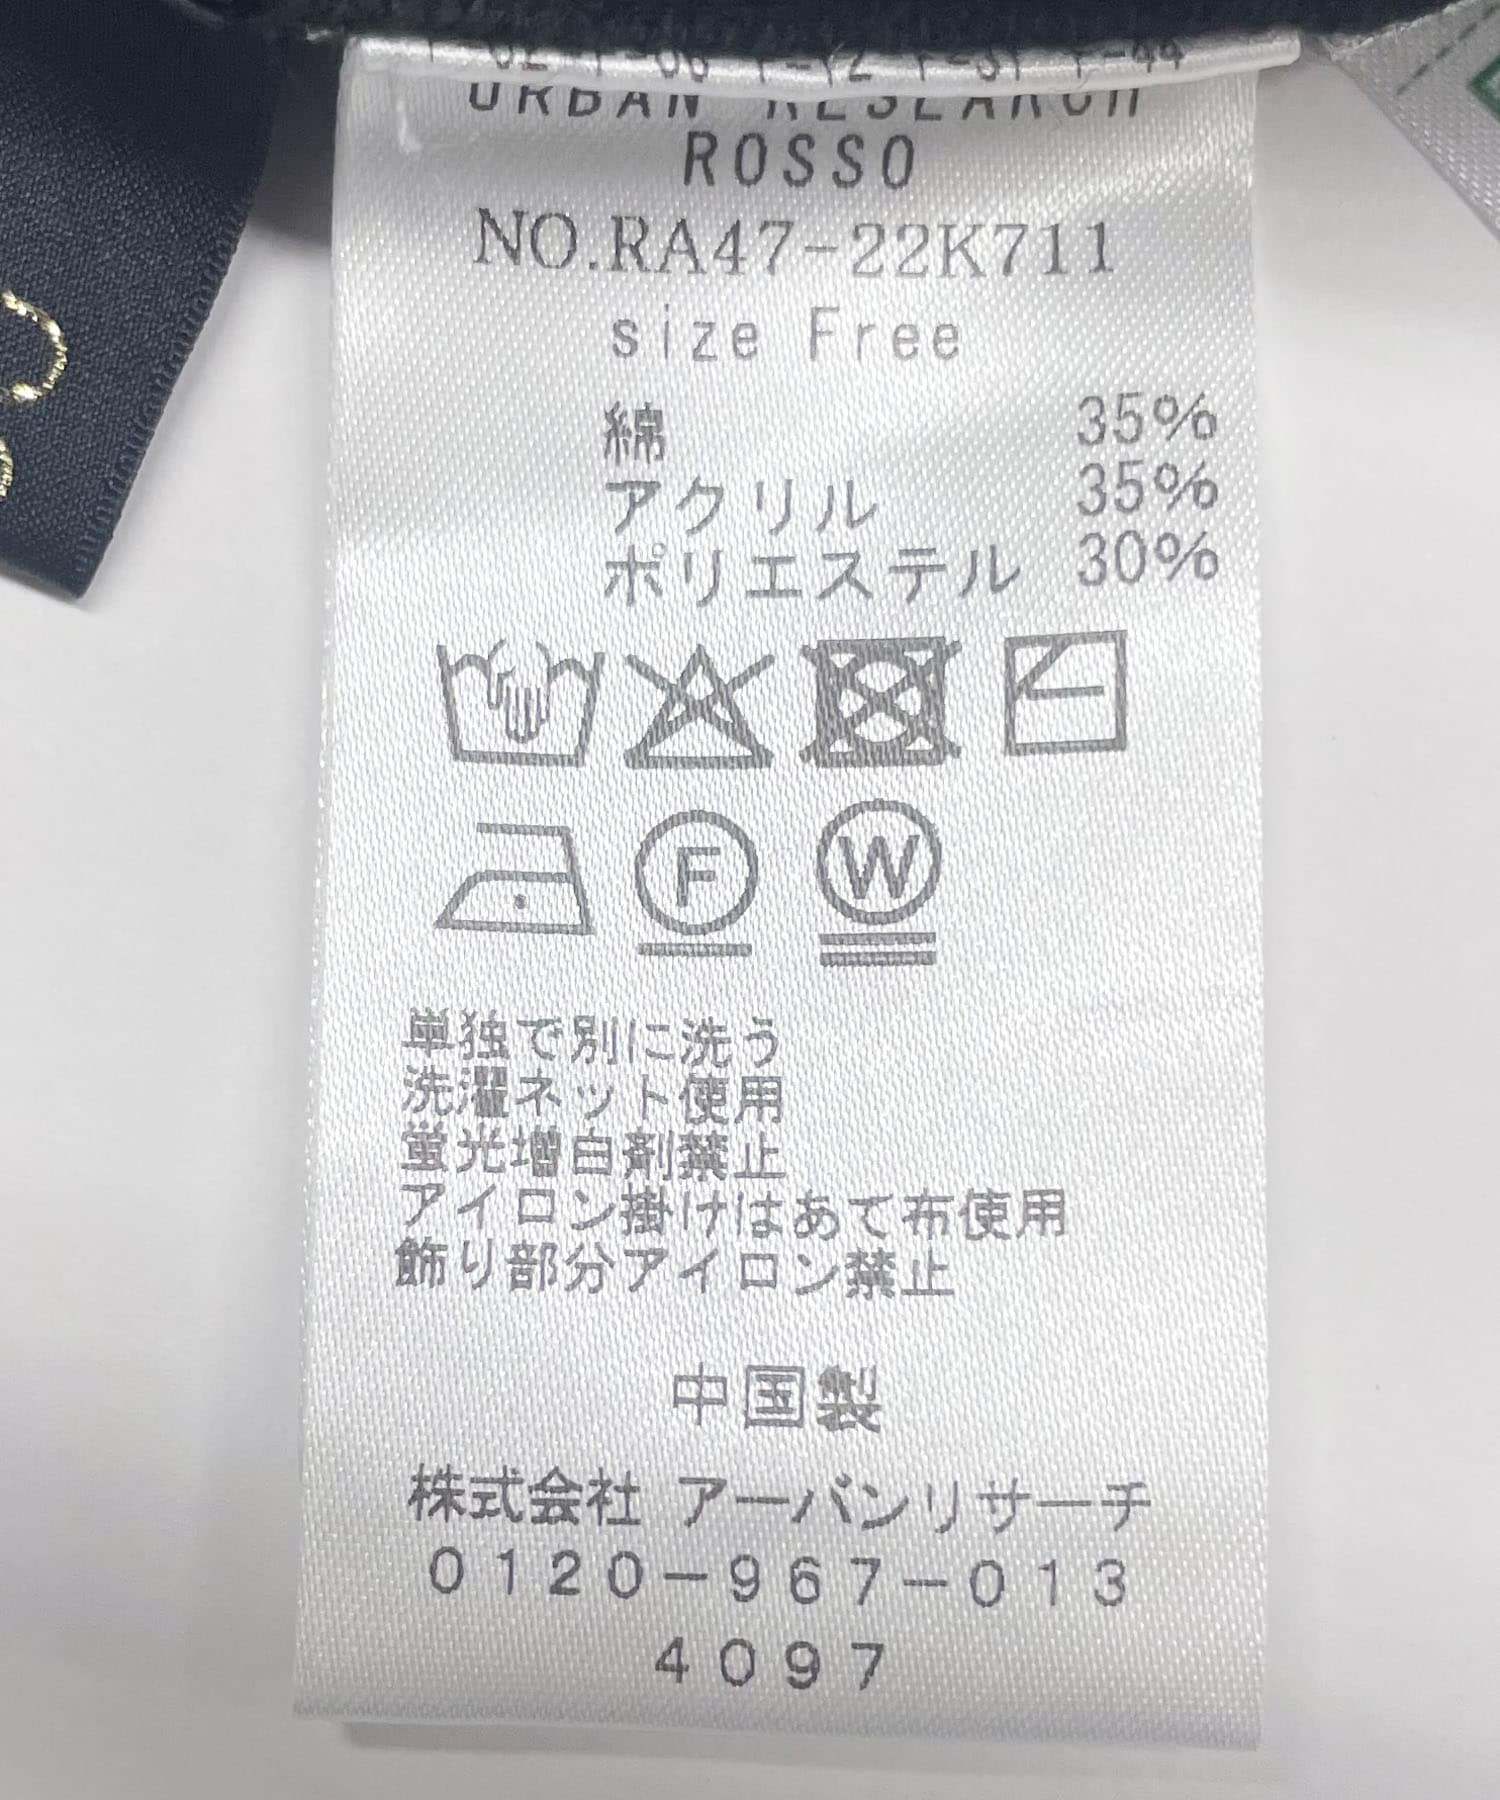 URBAN RESEARCH
ROSSO
NO.RA47-22K711
size Free
綿 35%
アクリル 35%
ポリエステル 30%
F W
単独で別に洗う
洗濯ネット使用
蛍光増白剤禁止
アイロン掛けはあて布使用
飾り部分アイロン禁止
中国製
株式会社 アーバンリサーチ
0120-967-013
4097